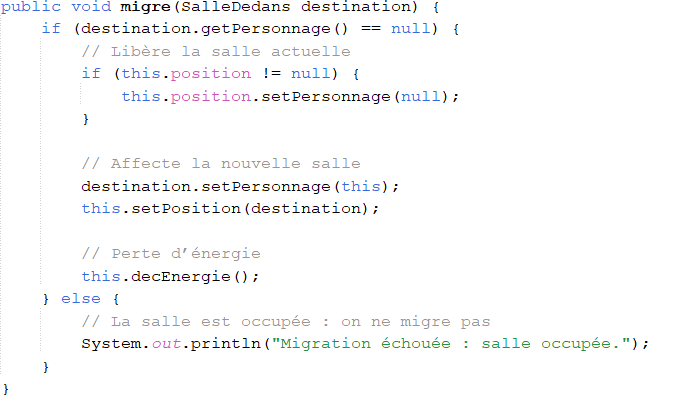 public void migre(SalleDedans destination) {
    if (destination.getPersonnage() == null) {
        // Libère la salle actuelle
        if (this.position != null) {
            this.position.setPersonnage(null);
        }

        // Affecte la nouvelle salle
        destination.setPersonnage(this);
        this.setPosition(destination);

        // Perte d’énergie
        this.decEnergie();
    } else {
        // La salle est occupée : on ne migre pas
        System.out.println("Migration échouée : salle occupée.");
    }
}